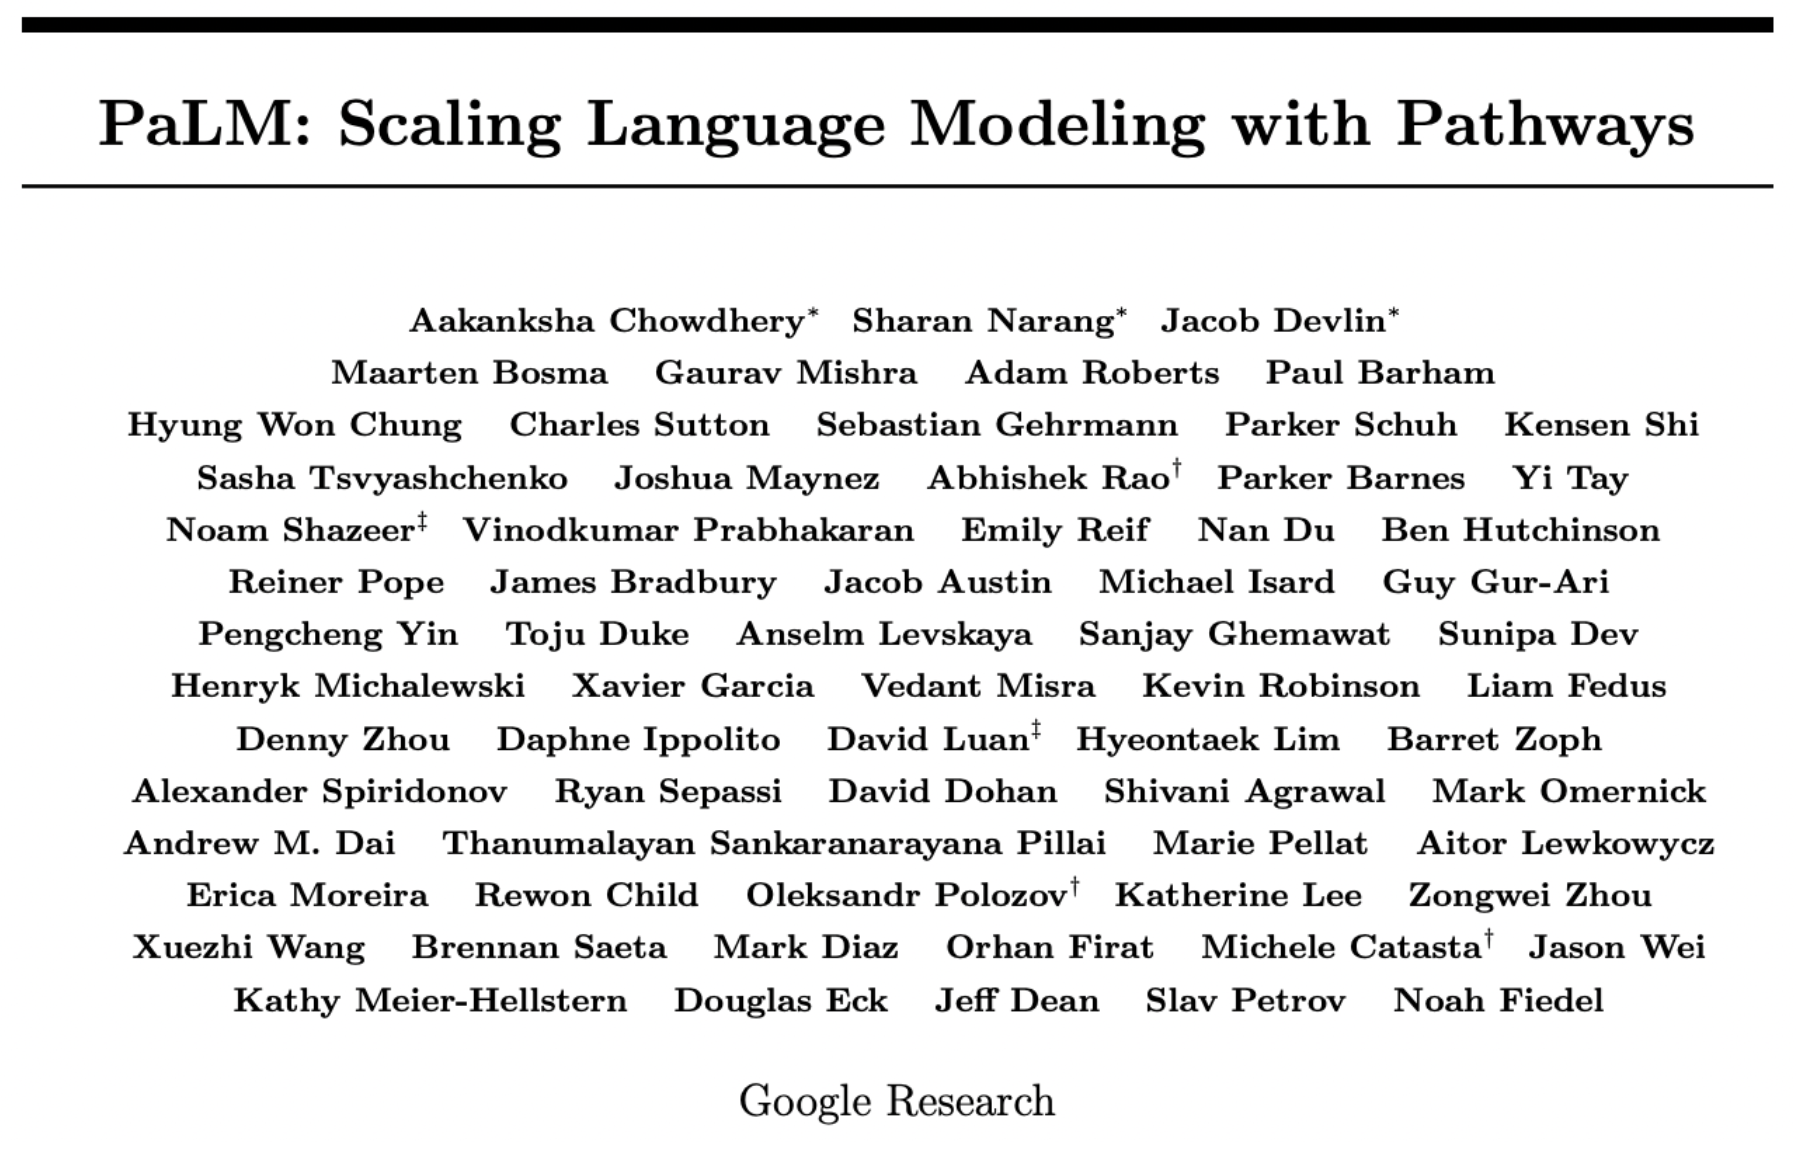 PaLM: Scaling Language Modeling with Pathways
Aakanksha Chowdhery* Sharan Narang* Jacob Devlin*
Maarten Bosma Gaurav Mishra Adam Roberts Paul Barham
Hyung Won Chung Charles Sutton Sebastian Gehrmann Parker Schuh Kensen Shi
Sasha Tsvyashchenko Joshua Maynez Abhishek Rao† Parker Barnes Yi Tay
Noam Shazeer‡ Vinodkumar Prabhakaran Emily Reif Nan Du Ben Hutchinson
Reiner Pope James Bradbury Jacob Austin Michael Isard Guy Gur-Ari
Pengcheng Yin Toju Duke Anselm Levskaya Sanjay Ghemawat Sunipa Dev
Henryk Michalewski Xavier Garcia Vedant Misra Kevin Robinson Liam Fedus
Denny Zhou Daphne Ippolito David Luan‡ Hyeontaek Lim Barret Zoph
Alexander Spiridonov Ryan Sepassi David Dohan Shivani Agrawal Mark Omernick
Andrew M. Dai Thanumalayan Sankaranarayana Pillai Marie Pellat Aitor Lewkowycz
Erica Moreira Rewon Child Oleksandr Polozov† Katherine Lee Zongwei Zhou
Xuezhi Wang Brennan Saeta Mark Diaz Orhan Firat Michele Catasta† Jason Wei
Kathy Meier-Hellstern Douglas Eck Jeff Dean Slav Petrov Noah Fiedel
Google Research